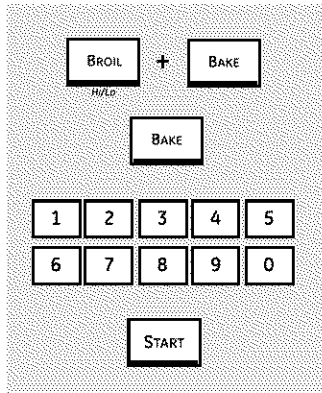 BROIL + BAKE
Hi/Lo
BAKE
1 2 3 4 5
6 7 8 9 0
START